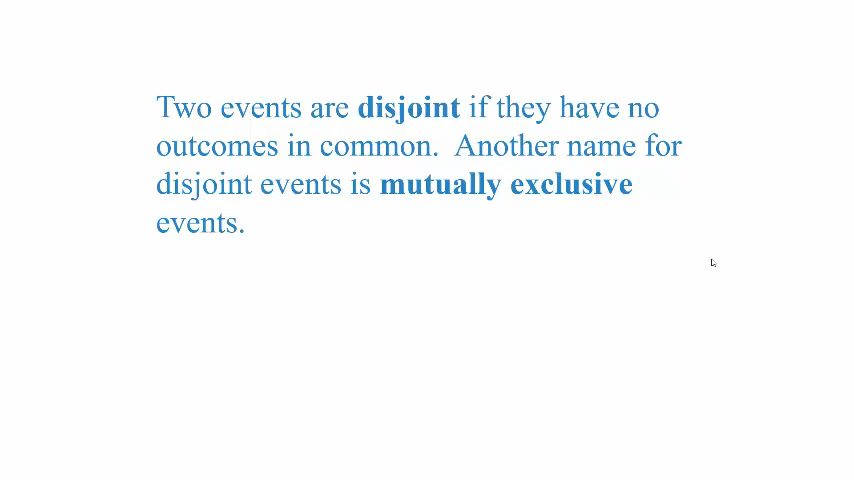 Two events are disjoint if they have no
outcomes in common.  Another name for
disjoint events is mutually exclusive
events.